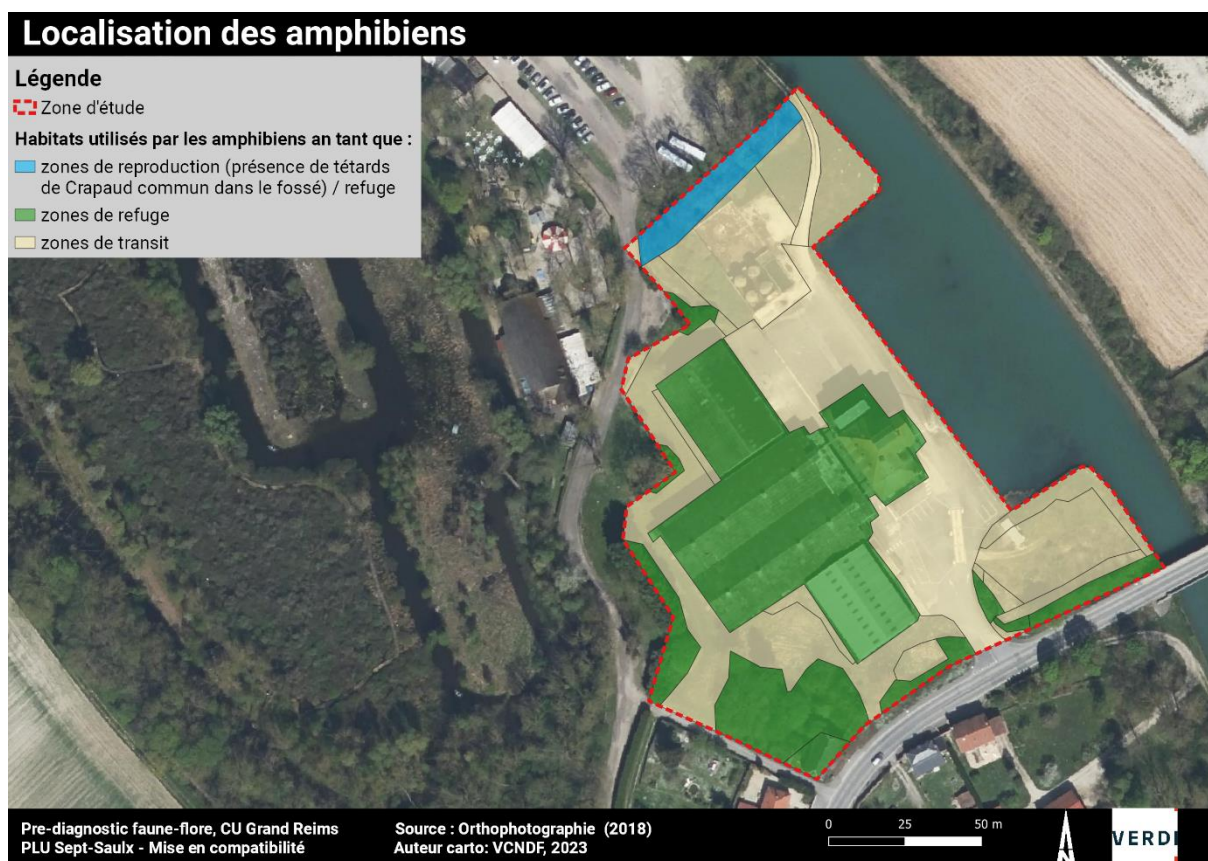 Localisation des amphibiens
Légende
Zone d'étude
Habitats utilisés par les amphibiens an tant que :
zones de reproduction (présence de tétards
de Crapaud commun dans le fossé) / refuge
zones de refuge
zones de transit
Pre-diagnostic faune-flore, CU Grand Reims
PLU Sept-Saulx - Mise en compatibilité
Source : Orthophotographie (2018)
Auteur carto: VCNDF, 2023
0 25 50 m
N
VERDI